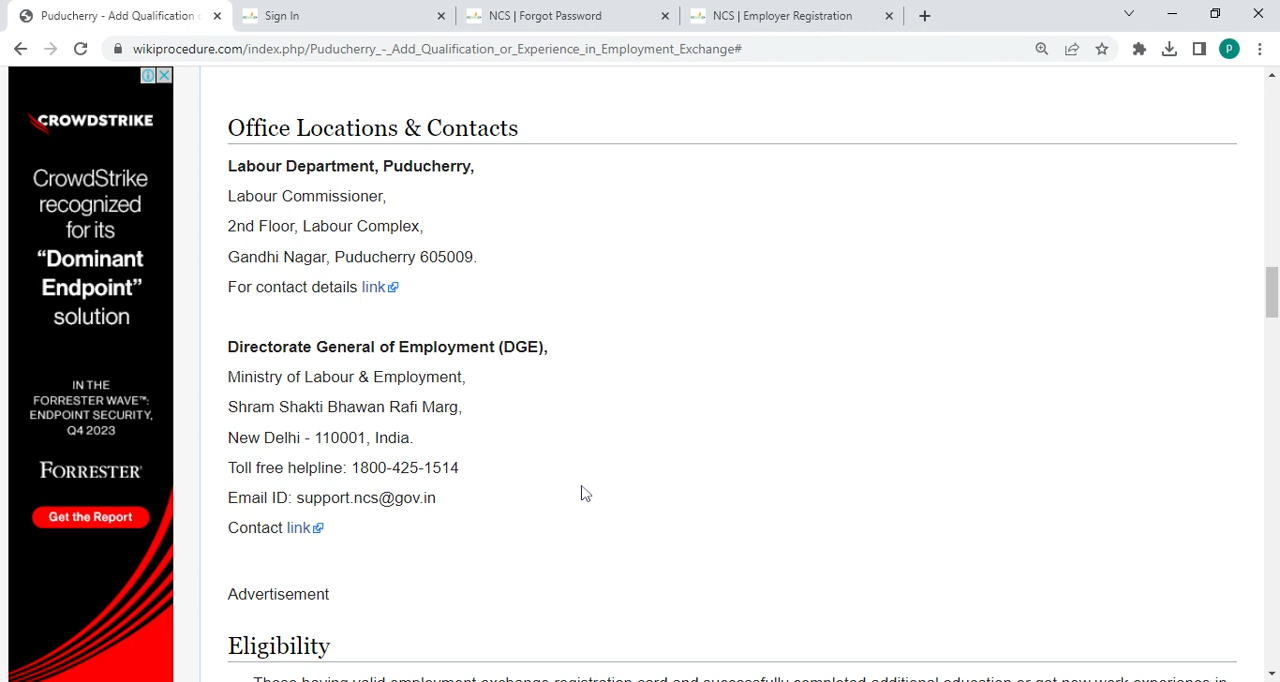 Puducherry - Add Qualification o
Sign In
NCS | Forgot Password
NCS | Employer Registration
wikiprocedure.com/index.php/Puducherry_-_Add_Qualification_or_Experience_in_Employment_Exchange#
P
CROWDSTRIKE
CrowdStrike
recognized
for its
“Dominant
Endpoint”
solution
IN THE
FORRESTER WAVE™:
ENDPOINT SECURITY,
Q4 2023
FORRESTER®
Get the Report
Office Locations & Contacts
Labour Department, Puducherry,
Labour Commissioner,
2nd Floor, Labour Complex,
Gandhi Nagar, Puducherry 605009.
For contact details link
Directorate General of Employment (DGE),
Ministry of Labour & Employment,
Shram Shakti Bhawan Rafi Marg,
New Delhi - 110001, India.
Toll free helpline: 1800-425-1514
Email ID: support.ncs@gov.in
Contact link
Advertisement
Eligibility
Those having valid employment exchange registration card and successfully completed additional education or got new work experience in